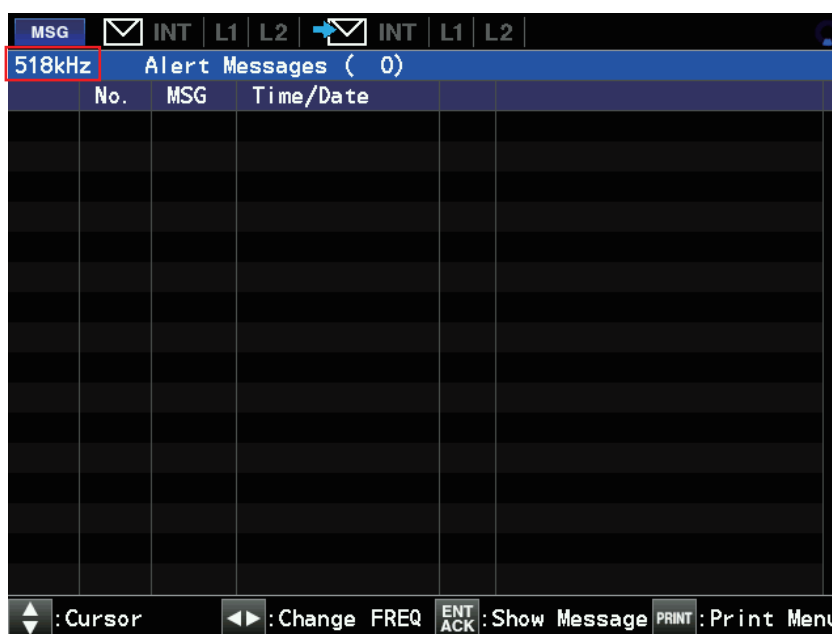 MSG INT L1 L2 INT L1 L2
518kHz Alert Messages ( 0)
No. MSG Time/Date
:Cursor :Change FREQ ENT ACK :Show Message PRINT :Print Menu